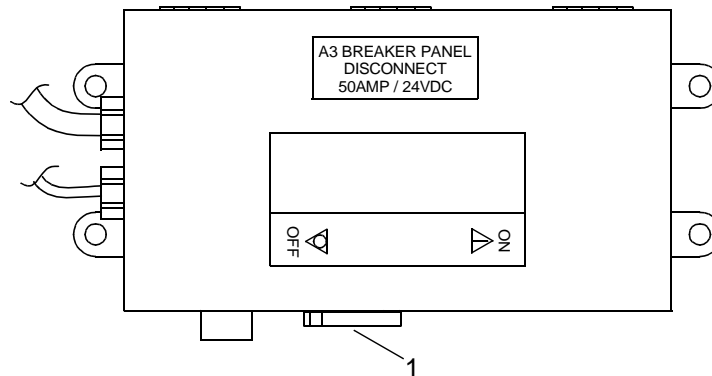 A3 BREAKER PANEL
DISCONNECT
50AMP / 24VDC
OFF
ON
1